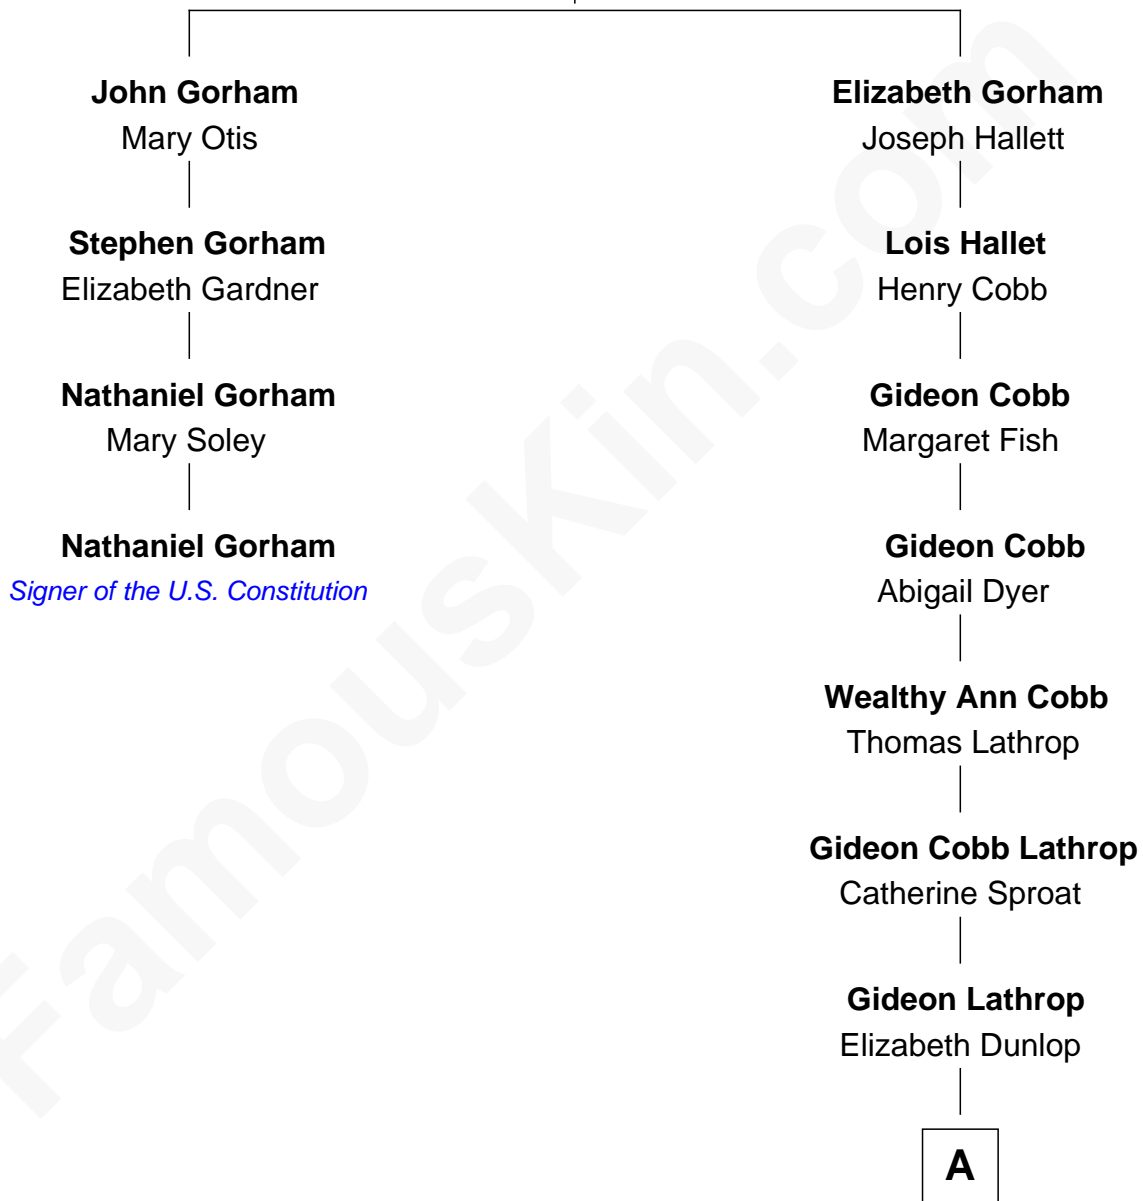 John Gorham
Mary Otis
Stephen Gorham
Elizabeth Gardner
Nathaniel Gorham
Mary Soley
Nathaniel Gorham
Signer of the U.S. Constitution
Elizabeth Gorham
Joseph Hallett
Lois Hallet
Henry Cobb
Gideon Cobb
Margaret Fish
Gideon Cobb
Abigail Dyer
Wealthy Ann Cobb
Thomas Lathrop
Gideon Cobb Lathrop
Catherine Sproat
Gideon Lathrop
Elizabeth Dunlop
A
FamousKin.com